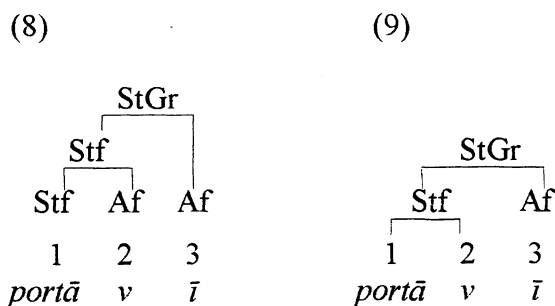 (8) (9)
StGr
Stf StGr
Stf Af Af Stf Af
1 2 3 1 2 3
portā v ī portā v ī